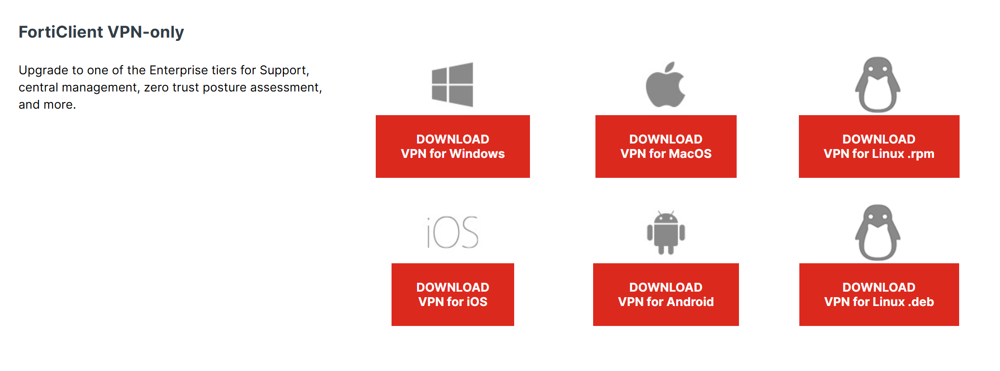 FortiClient VPN-only
Upgrade to one of the Enterprise tiers for Support,
central management, zero trust posture assessment,
and more.
DOWNLOAD
VPN for Windows
DOWNLOAD
VPN for MacOS
DOWNLOAD
VPN for Linux .rpm
iOS
DOWNLOAD
VPN for iOS
DOWNLOAD
VPN for Android
DOWNLOAD
VPN for Linux .deb